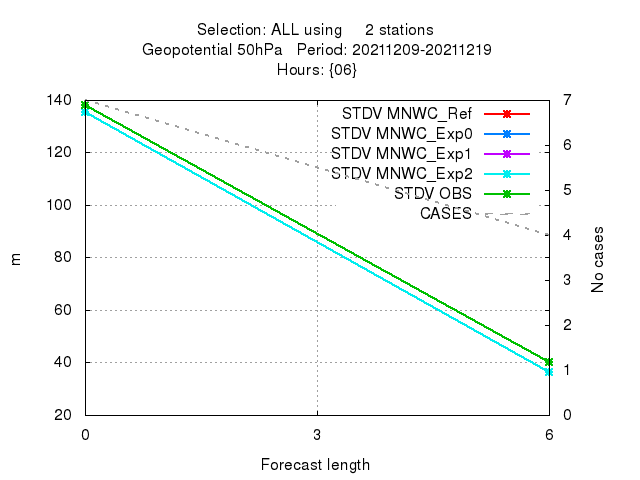 Selection: ALL using     2 stations
Geopotential 50hPa   Period: 20211209-20211219
Hours: {06}
140
120
100
80
60
40
20
m
7
6
5
4
3
2
1
0
No cases
STDV MNWC_Ref
STDV MNWC_Exp0
STDV MNWC_Exp1
STDV MNWC_Exp2
STDV OBS
CASES
0
3
6
Forecast length